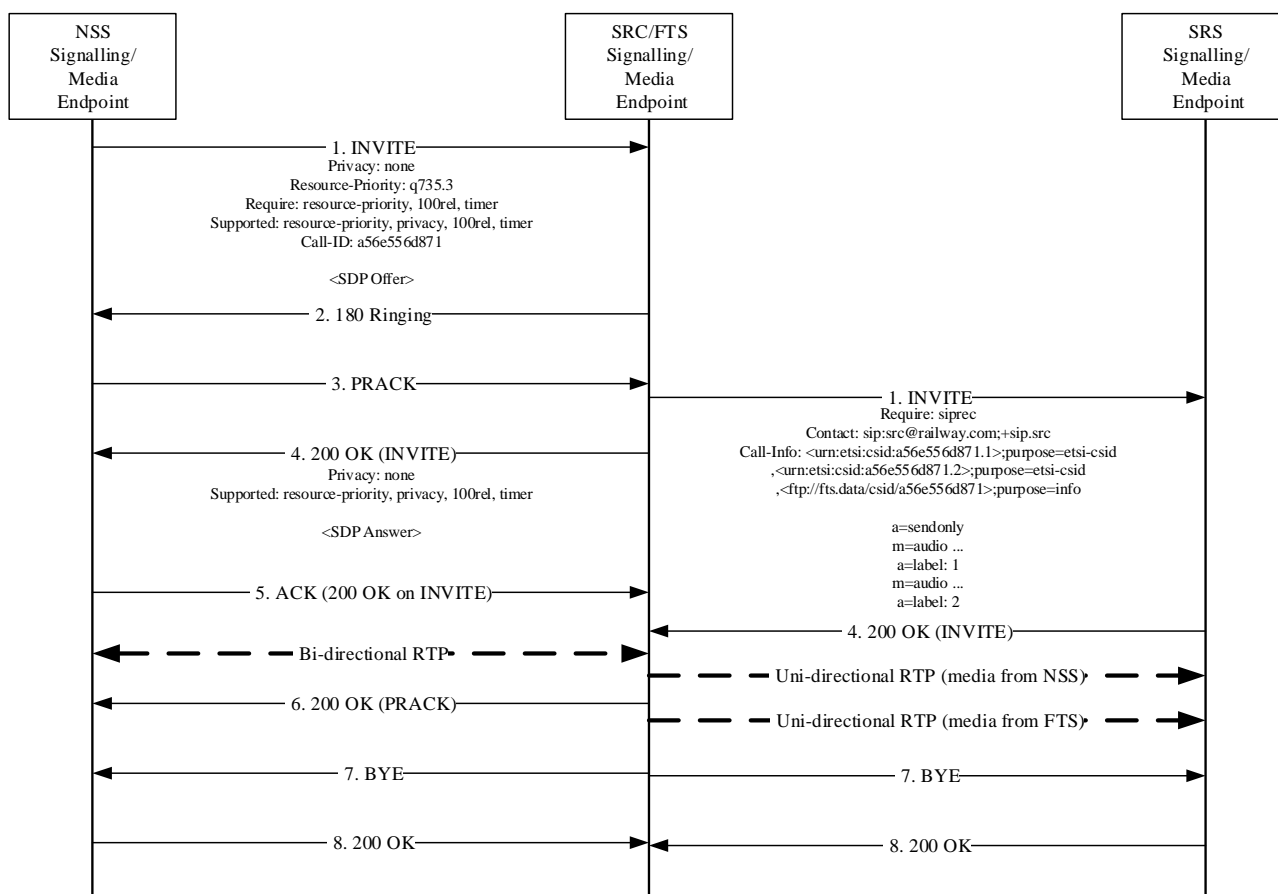 NSS
Signalling/
Media
Endpoint
SRC/FTS
Signalling/
Media
Endpoint
SRS
Signalling/
Media
Endpoint
1. INVITE
Privacy: none
Resource-Priority: q735.3
Require: resource-priority, 100rel, timer
Supported: resource-priority, privacy, 100rel, timer
Call-ID: a56e556d871
<SDP Offer>
2. 180 Ringing
3. PRACK
1. INVITE
Require: siprec
Contact: sip:src@railway.com;+sip.src
Call-Info: <urn:etsi:csid:a56e556d871.1>;purpose=etsi-csid
,<urn:etsi:csid:a56e556d871.2>;purpose=etsi-csid
,<ftp://fts.data/csid/a56e556d871>;purpose=info
a=sendonly
m=audio ...
a=label: 1
m=audio ...
a=label: 2
4. 200 OK (INVITE)
Privacy: none
Supported: resource-priority, privacy, 100rel, timer
<SDP Answer>
5. ACK (200 OK on INVITE)
4. 200 OK (INVITE)
Bi-directional RTP
Uni-directional RTP (media from NSS)
6. 200 OK (PRACK)
Uni-directional RTP (media from FTS)
7. BYE
7. BYE
8. 200 OK
8. 200 OK